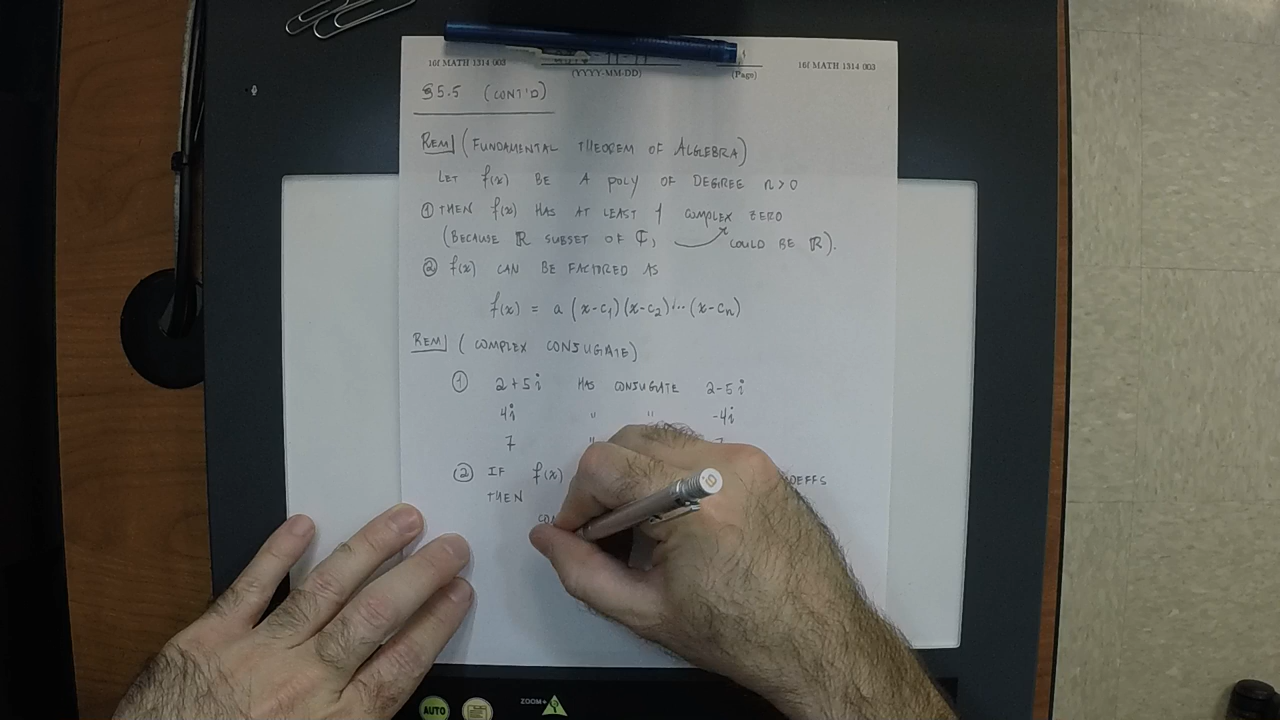 16( MATH 1314 003
(YYYY-MM-DD)
(Page)
16( MATH 1314 003
§5.5 (CONT'D)
REM] (FUNDAMENTAL THEOREM OF ALGEBRA)
LET f(x) BE A POLY OF DEGREE n>0
① THEN f(x) HAS AT LEAST 1 COMPLEX ZERO
(BECAUSE ℝ SUBSET OF ℂ, COULD BE ℝ).
② f(x) CAN BE FACTORED AS
f(x) = a (x-c₁)(x-c₂)···(x-cₙ)
REM] (COMPLEX CONJUGATE)
① 2+5i HAS CONJUGATE 2-5i
4i " " -4i
7 "
② IF f(x)
THEN
AUTO
ZOOM+